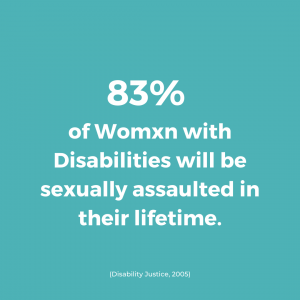 83%
of Womxn with
Disabilities will be
sexually assaulted in
their lifetime.
(Disability Justice, 2005)